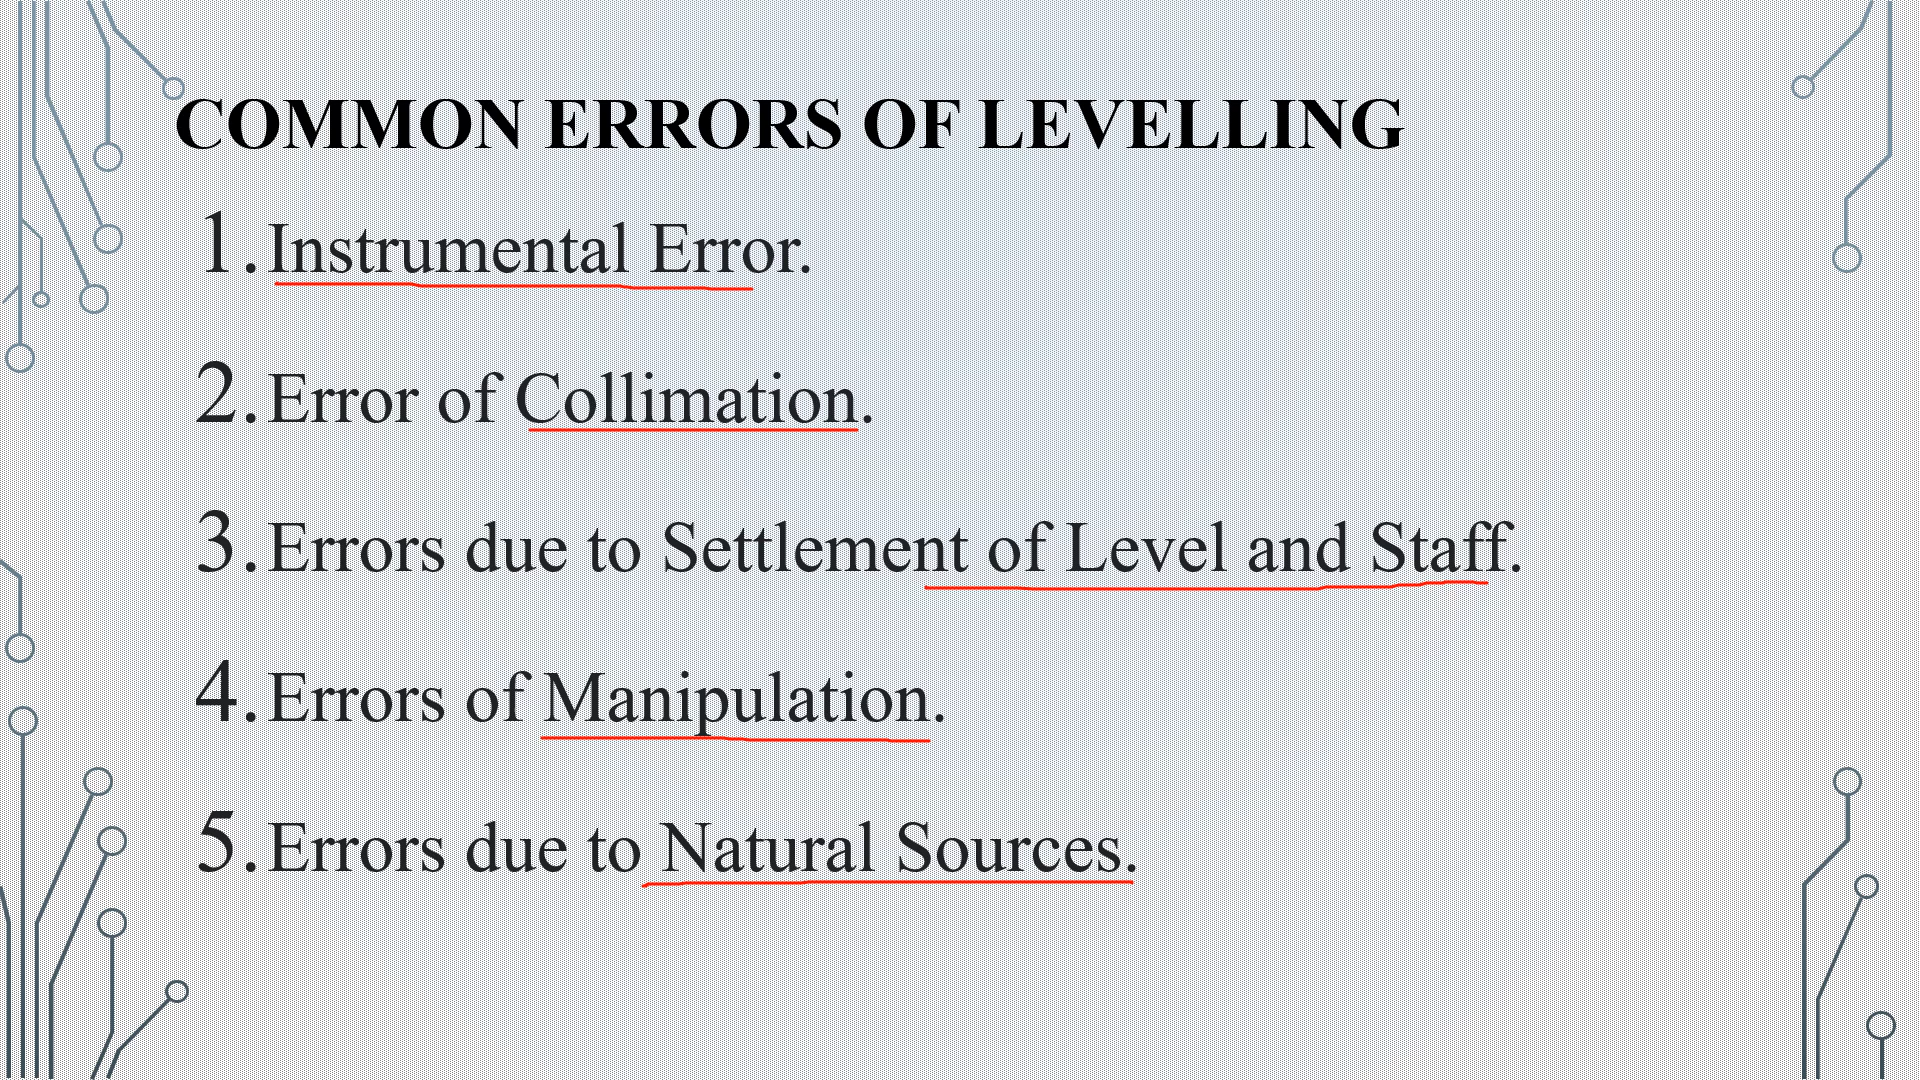 COMMON ERRORS OF LEVELLING
1. Instrumental Error.
2. Error of Collimation.
3. Errors due to Settlement of Level and Staff.
4. Errors of Manipulation.
5. Errors due to Natural Sources.